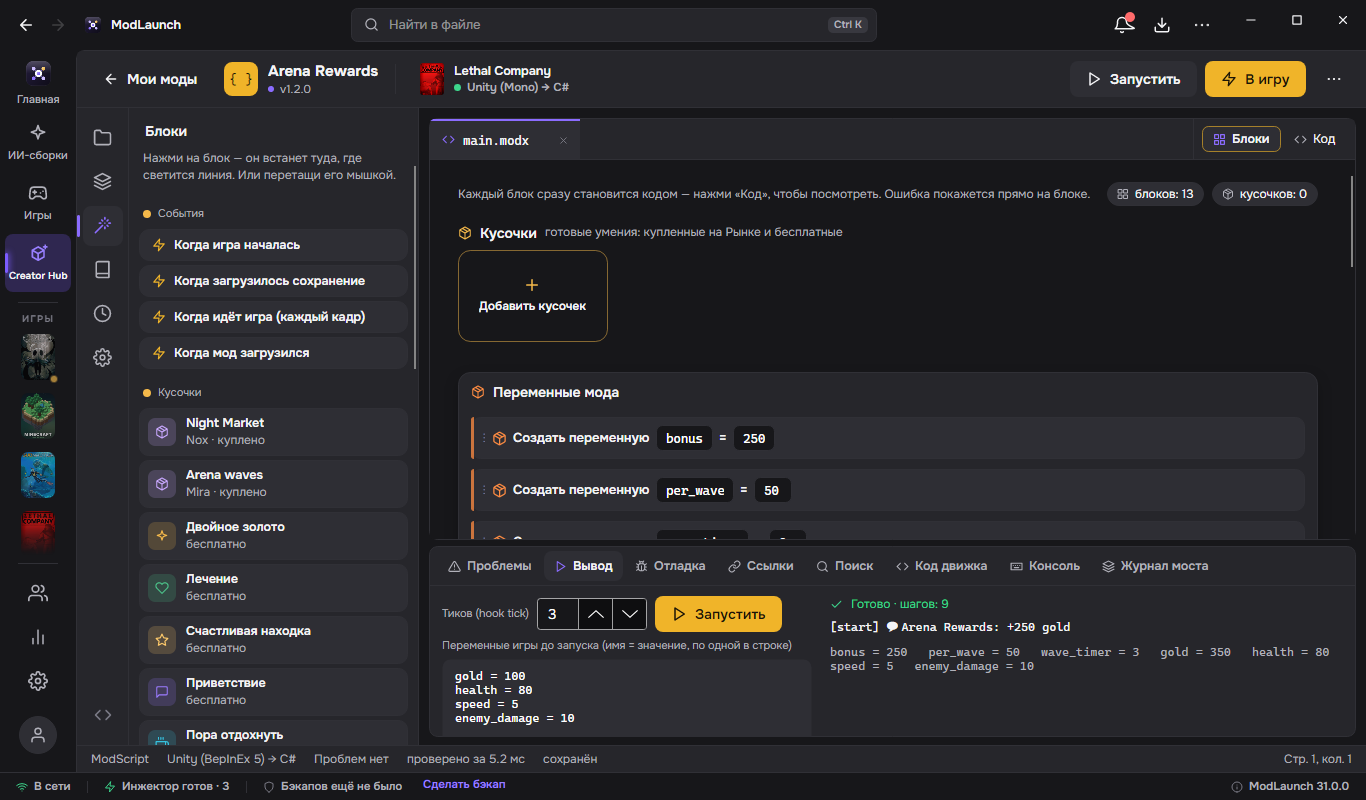 ModLaunch
Найти в файле
Ctrl K
Главная
ИИ-сборки
Игры
Creator Hub
ИГРЫ
MINECRAFT
Мои моды
{ }
Arena Rewards
v1.2.0
Lethal Company
Unity (Mono) → C#
Запустить
В игру
Блоки
Нажми на блок — он встанет туда, где
светится линия. Или перетащи его мышкой.
События
Когда игра началась
Когда загрузилось сохранение
Когда идёт игра (каждый кадр)
Когда мод загрузился
Кусочки
Night Market
Nox · куплено
Arena waves
Mira · куплено
Двойное золото
бесплатно
Лечение
бесплатно
Счастливая находка
бесплатно
Приветствие
бесплатно
Пора отдохнуть
main.modx
Блоки
Код
Каждый блок сразу становится кодом — нажми «Код», чтобы посмотреть. Ошибка покажется прямо на блоке.
блоков: 13
кусочков: 0
Кусочки готовые умения: купленные на Рынке и бесплатные
Добавить кусочек
Переменные мода
Создать переменную bonus = 250
Создать переменную per_wave = 50
Проблемы
Вывод
Отладка
Ссылки
Поиск
Код движка
Консоль
Журнал моста
Тиков (hook tick) 3
Запустить
Переменные игры до запуска (имя = значение, по одной в строке)
gold = 100
health = 80
speed = 5
enemy_damage = 10
Готово · шагов: 9
[start] 💬 Arena Rewards: +250 gold
bonus = 250 per_wave = 50 wave_timer = 3 gold = 350 health = 80
speed = 5 enemy_damage = 10
ModScript
Unity (BepInEx 5) → C#
Проблем нет
проверено за 5.2 мс
сохранён
Стр. 1, кол. 1
В сети
Инжектор готов · 3
Бэкапов ещё не было
Сделать бэкап
ModLaunch 31.0.0